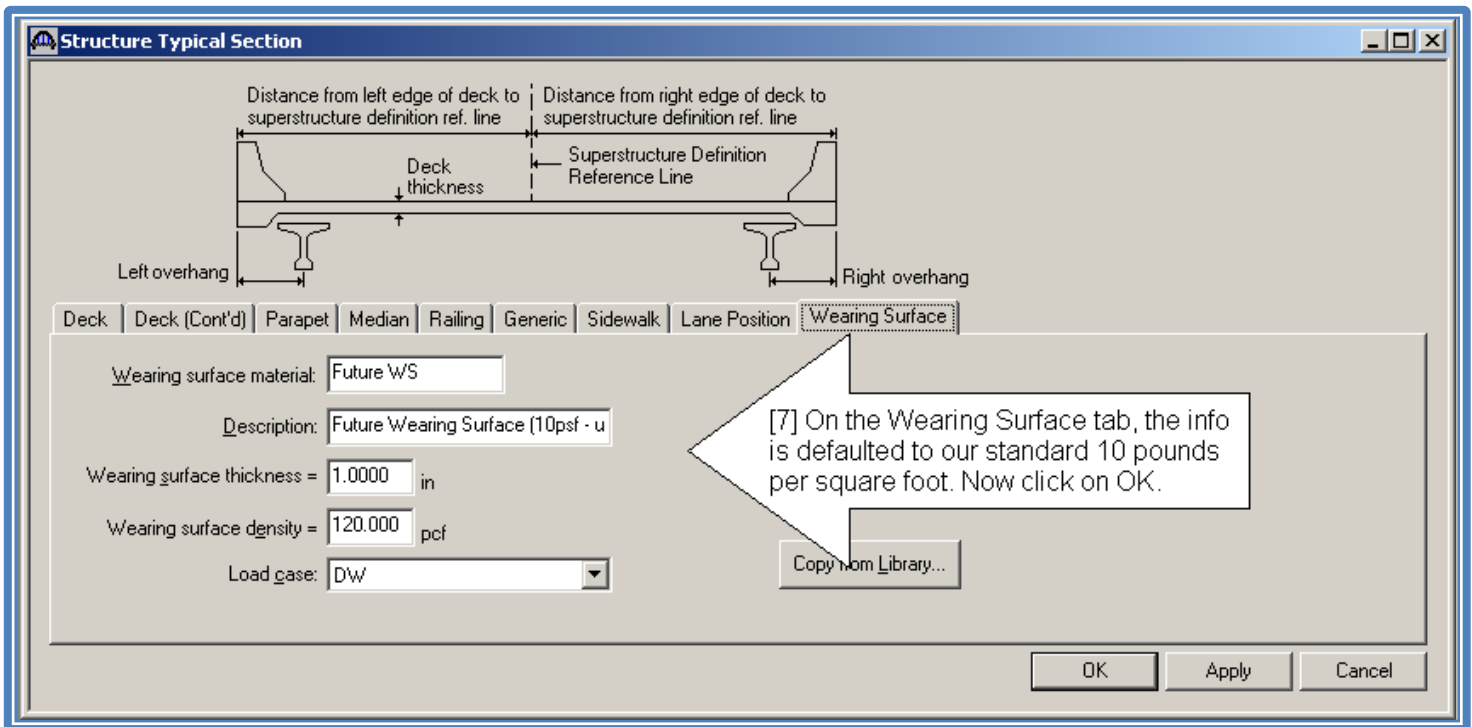 Structure Typical Section
Distance from left edge of deck to
superstructure definition ref. line
Distance from right edge of deck to
superstructure definition ref. line
Deck
thickness
Superstructure Definition
Reference Line
Left overhang
Right overhang
Deck Deck (Cont'd) Parapet Median Railing Generic Sidewalk Lane Position Wearing Surface
Wearing surface material: Future WS
Description: Future Wearing Surface (10psf - u
Wearing surface thickness = 1.0000 in
Wearing surface density = 120.000 pcf
Load case: DW
[7] On the Wearing Surface tab, the info
is defaulted to our standard 10 pounds
per square foot. Now click on OK.
Copy from Library...
OK Apply Cancel